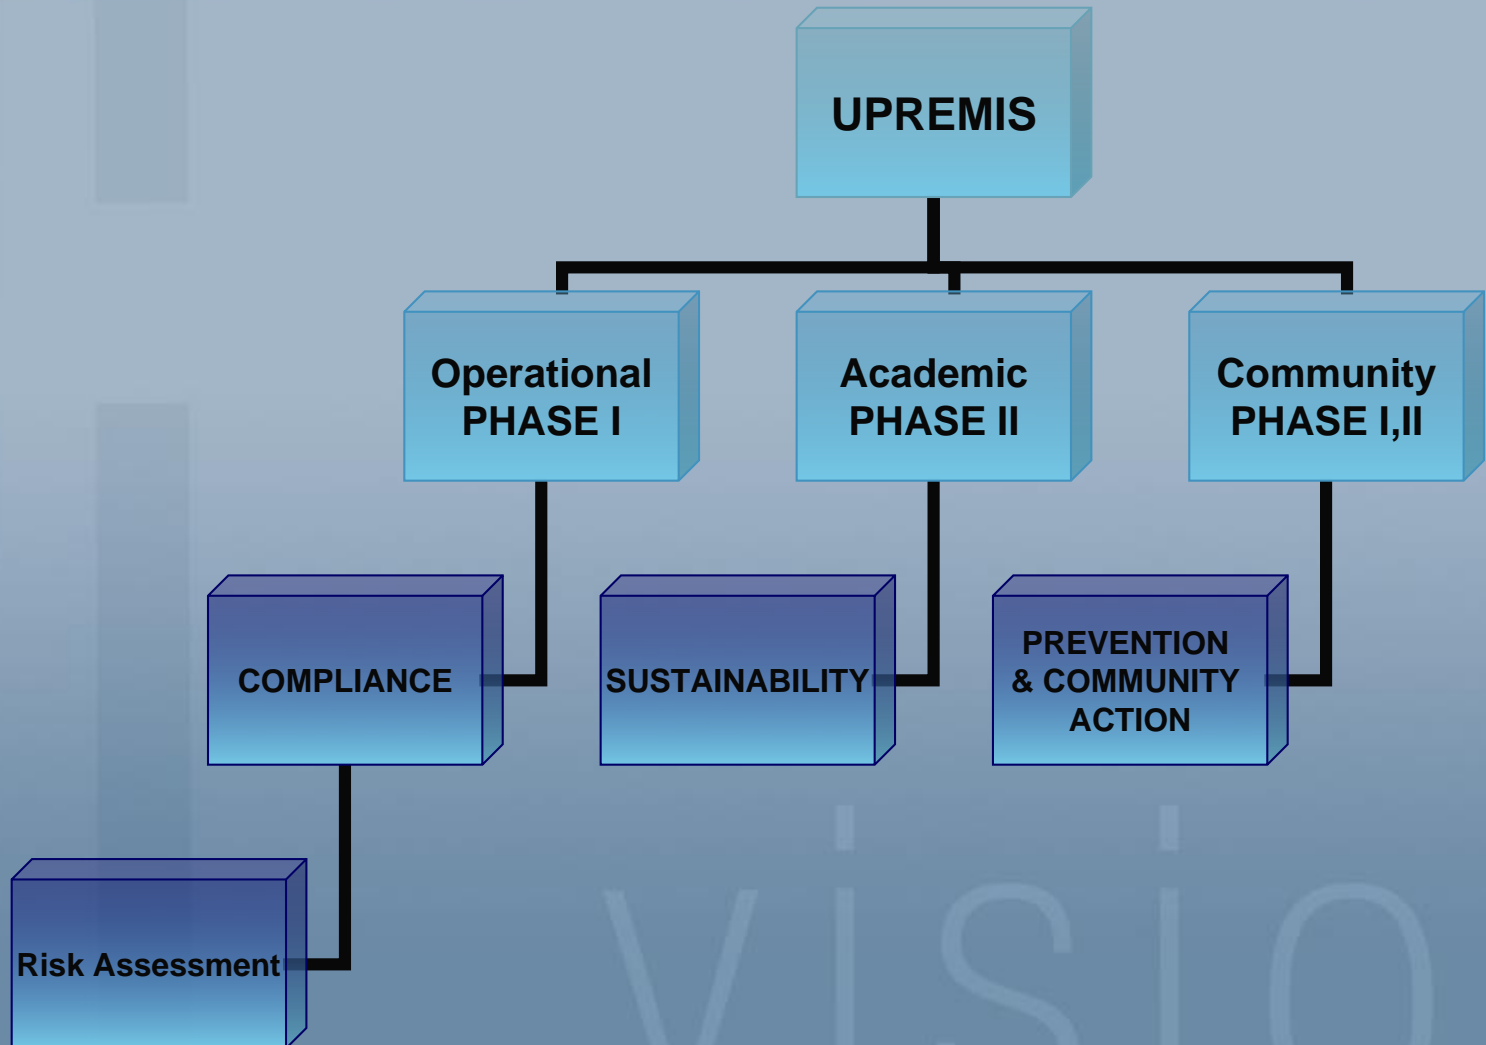 UPREMIS
Operational
PHASE I
Academic
PHASE II
Community
PHASE I,II
COMPLIANCE
SUSTAINABILITY
PREVENTION
& COMMUNITY
ACTION
Risk Assessment
visio